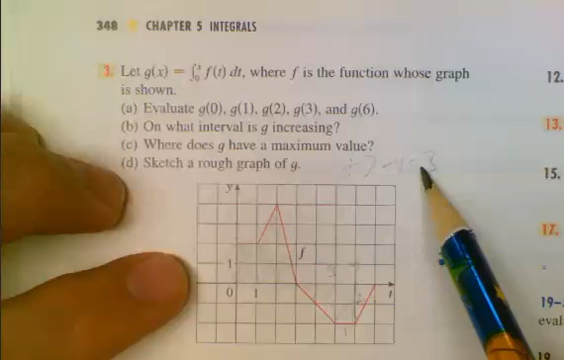 348 CHAPTER 5 INTEGRALS
3. Let g(x) = ∫₀ˣ f(t) dt, where f is the function whose graph
is shown.
(a) Evaluate g(0), g(1), g(2), g(3), and g(6).
(b) On what interval is g increasing?
(c) Where does g have a maximum value?
(d) Sketch a rough graph of g.
y
f
1
0 1 t
12.
13.
15.
17.
19–
eval
19